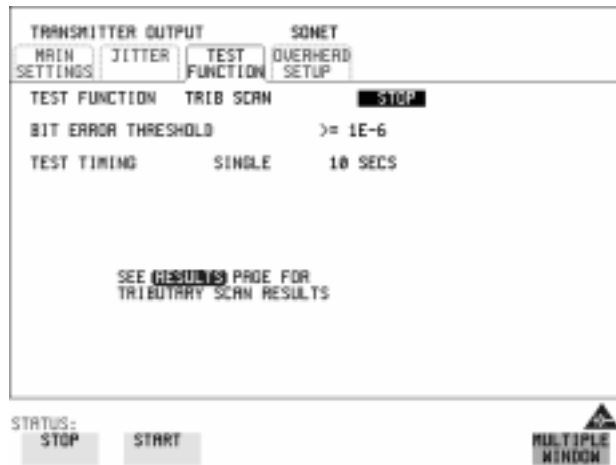 TRANSMITTER OUTPUT SONET
MAIN SETTINGS JITTER TEST FUNCTION OVERHEAD SETUP
TEST FUNCTION TRIB SCAN STOP
BIT ERROR THRESHOLD >= 1E-6
TEST TIMING SINGLE 10 SECS
SEE RESULTS PAGE FOR
TRIBUTARY SCAN RESULTS
STATUS:
STOP START MULTIPLE WINDOW